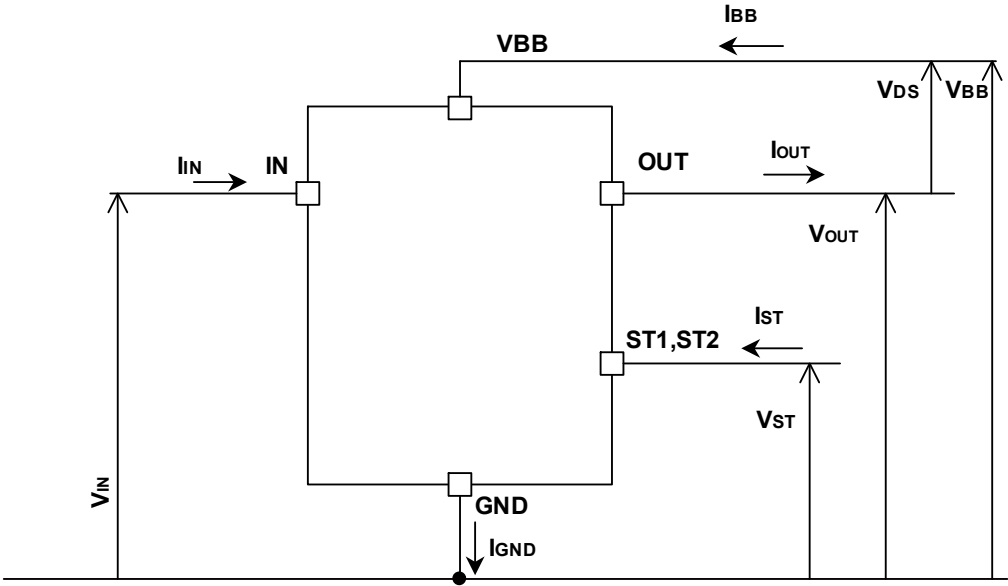 IBB
VBB
VDS VBB
IIN IN
OUT IOUT
VOUT
IST
ST1,ST2
VST
VIN
GND
IGND